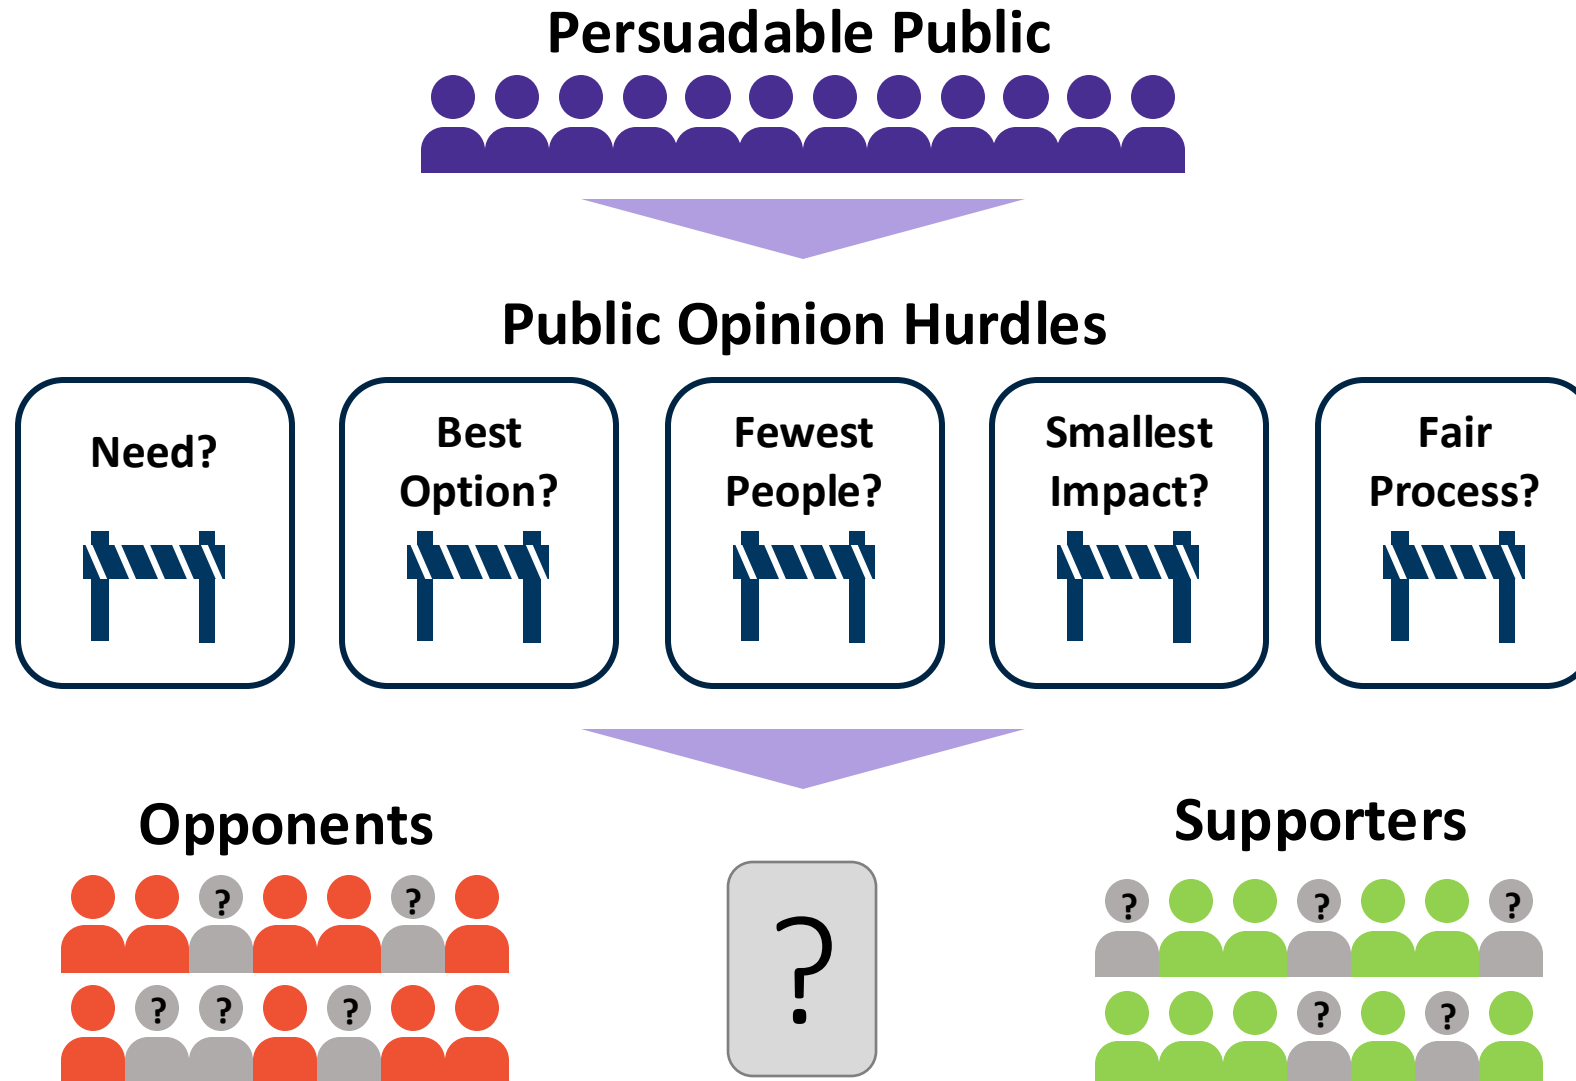 Persuadable Public
Public Opinion Hurdles
Need?
Best
Option?
Fewest
People?
Smallest
Impact?
Fair
Process?
Opponents
Supporters
? ?
? ? ?
?
? ? ?
? ?